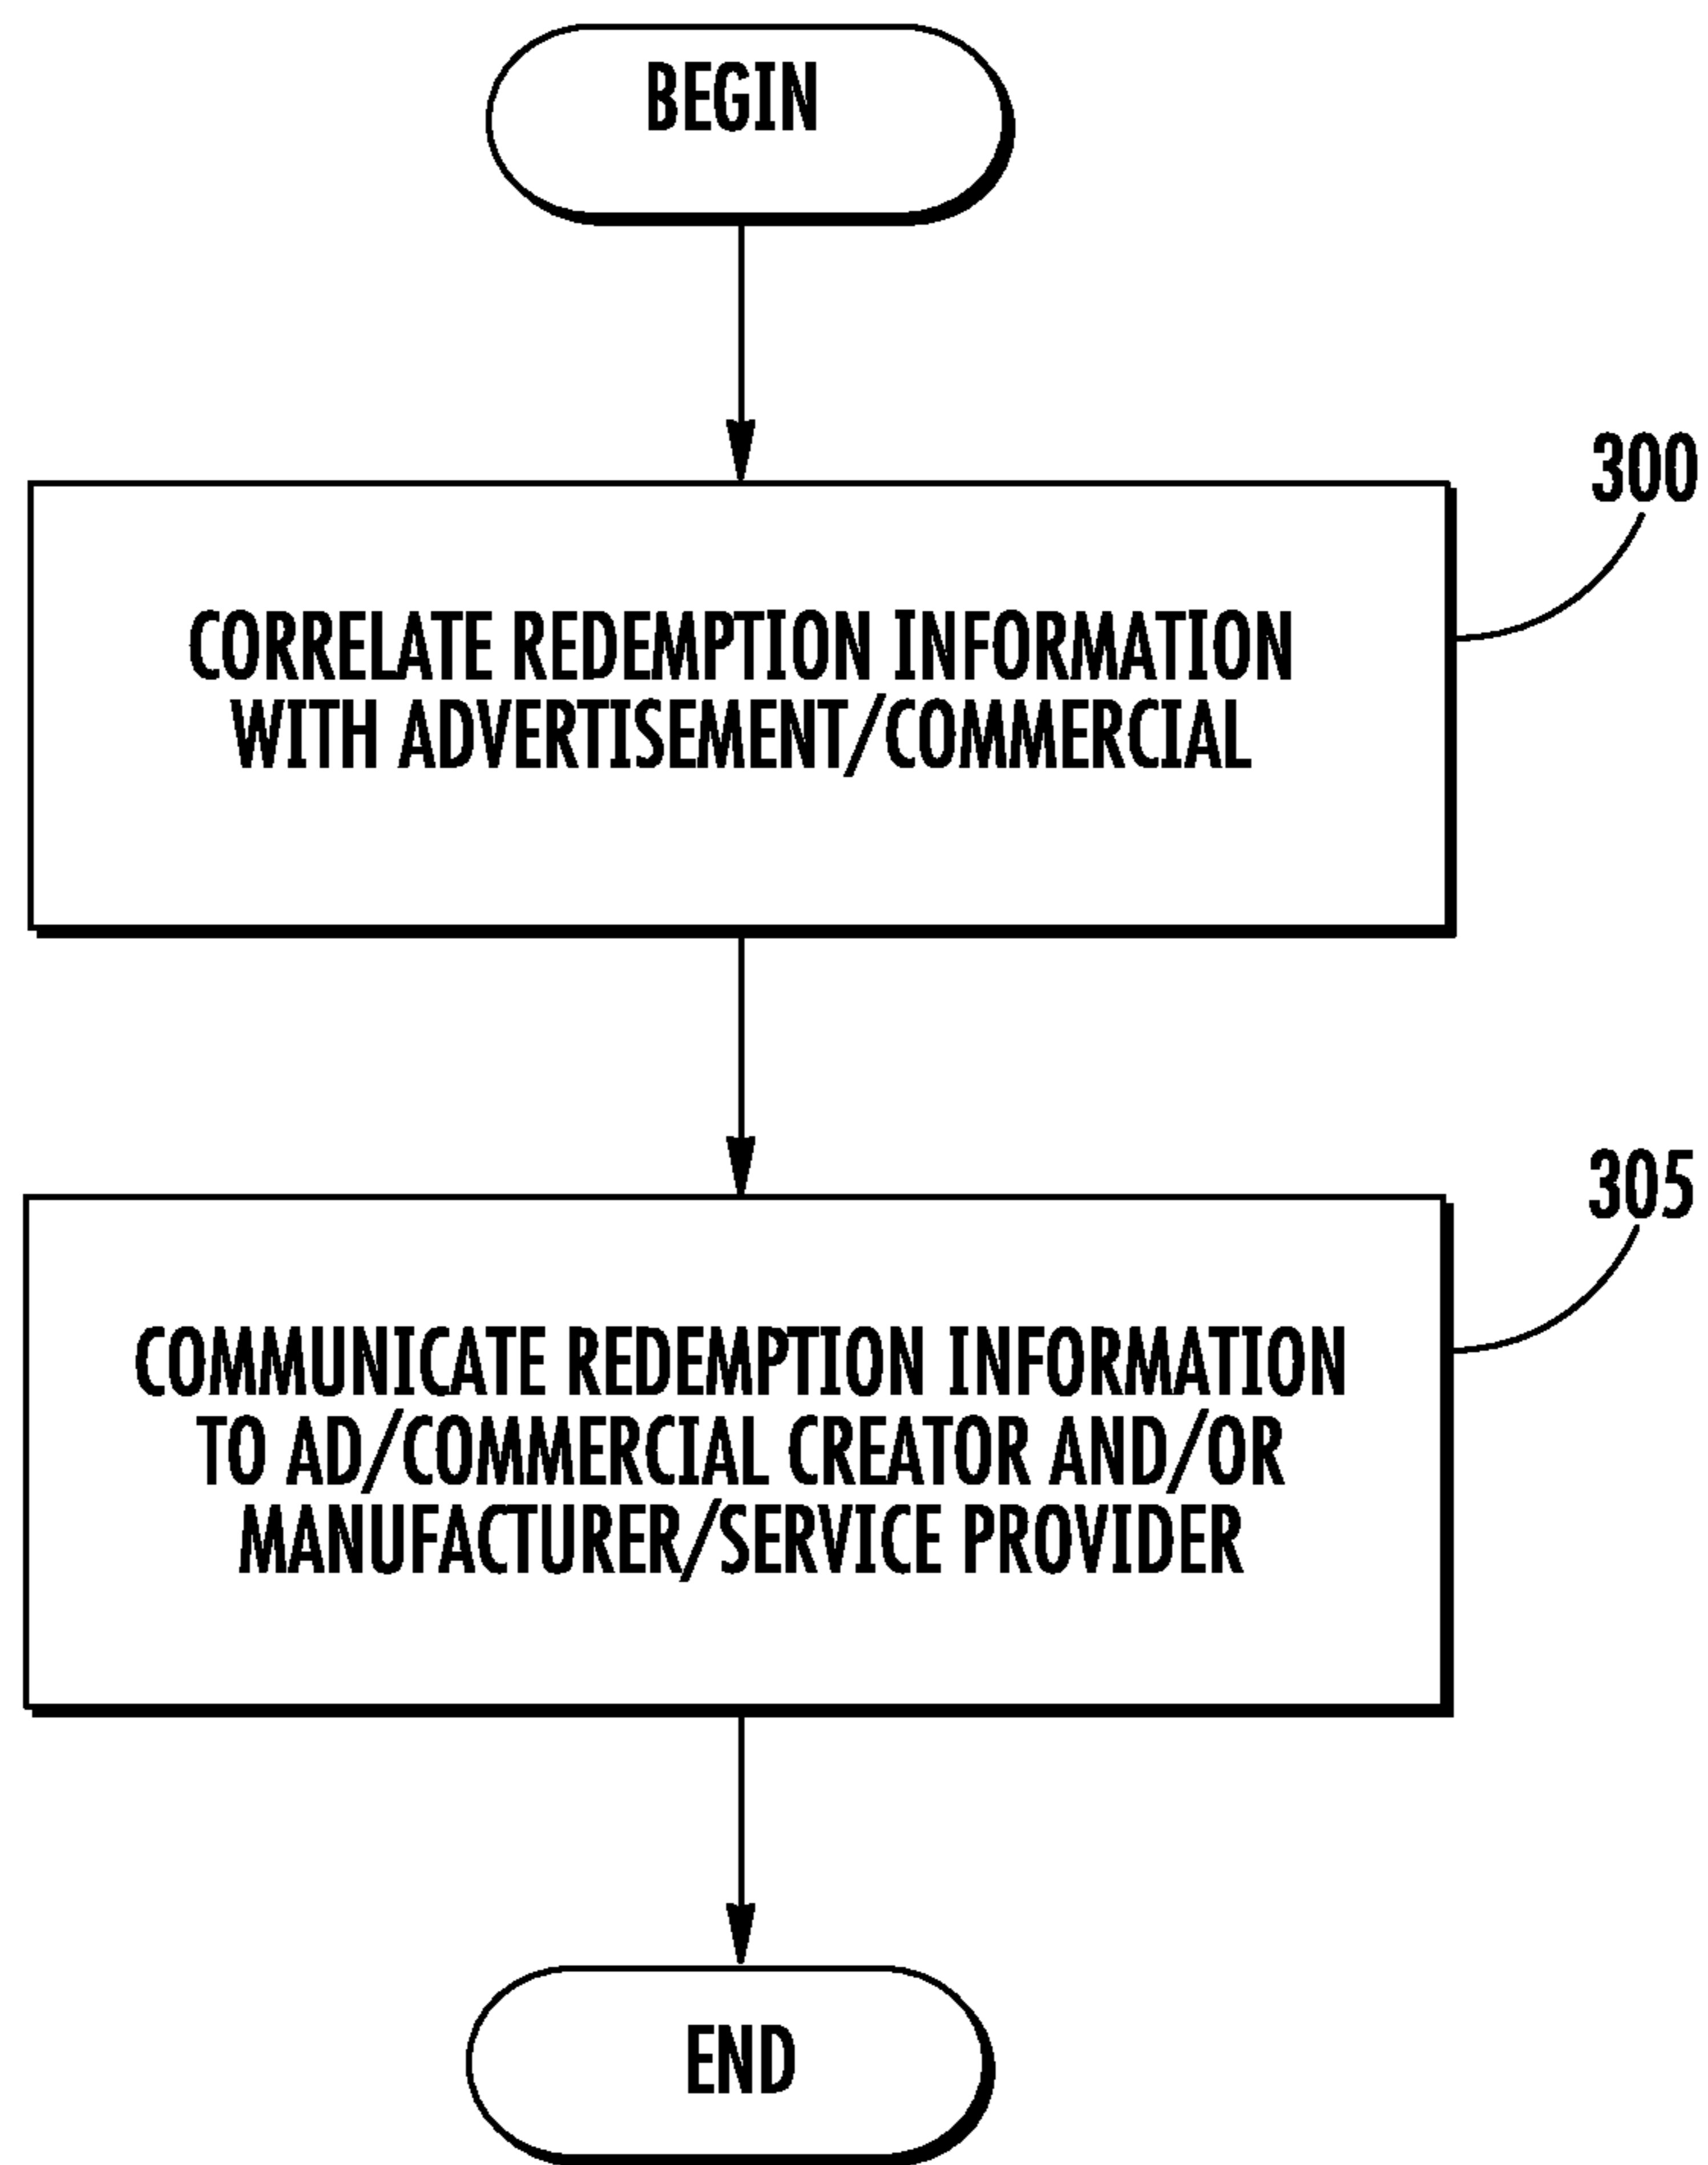 BEGIN
300
CORRELATE REDEMPTION INFORMATION
WITH ADVERTISEMENT/COMMERCIAL
305
COMMUNICATE REDEMPTION INFORMATION
TO AD/COMMERCIAL CREATOR AND/OR
MANUFACTURER/SERVICE PROVIDER
END